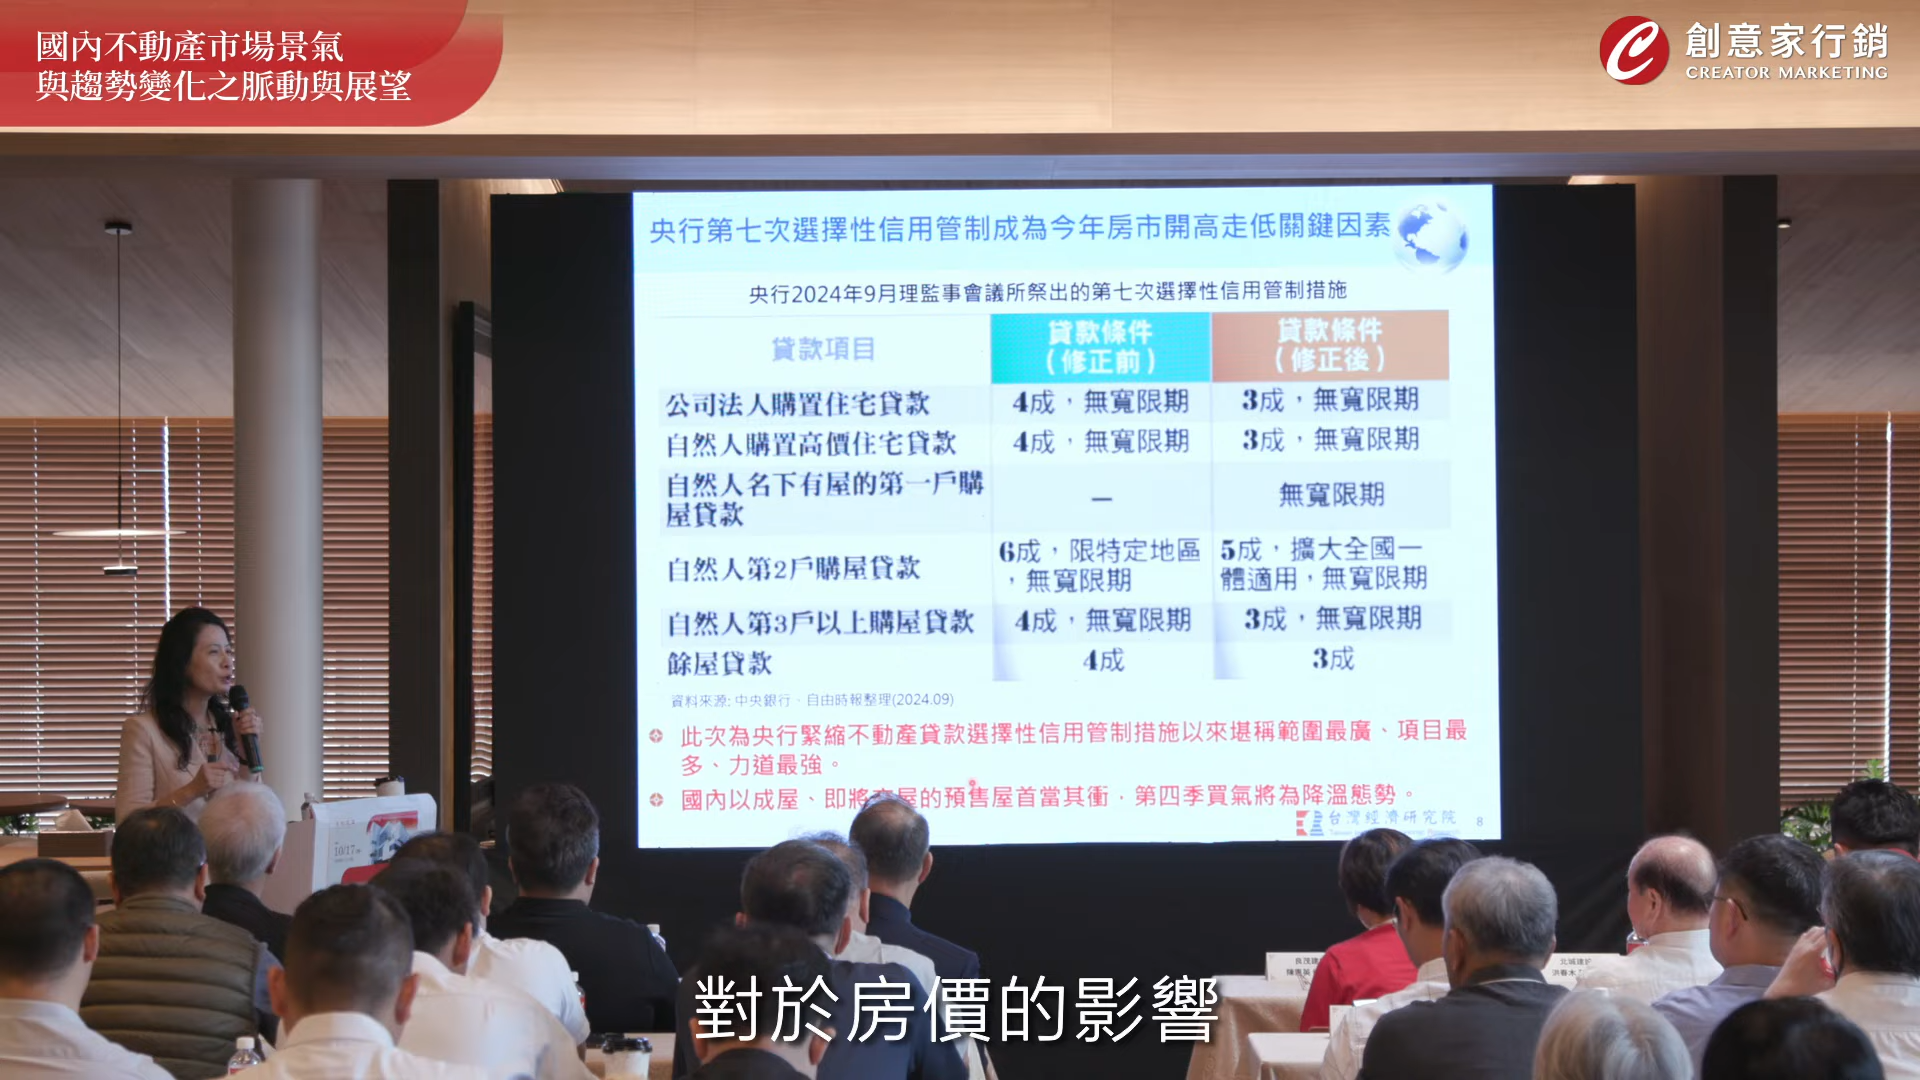 國內不動產市場景氣
與趨勢變化之脈動與展望
創意家行銷
CREATOR MARKETING
央行第七次選擇性信用管制成為今年房市開高走低關鍵因素
央行2024年9月理監事會議所祭出的第七次選擇性信用管制措施
貸款項目 貸款條件(修正前) 貸款條件(修正後)
公司法人購置住宅貸款 4成，無寬限期 3成，無寬限期
自然人購置高價住宅貸款 4成，無寬限期 3成，無寬限期
自然人名下有屋的第一戶購
屋貸款 — 無寬限期
自然人第2戶購屋貸款 6成，限特定地區，無寬限期 5成，擴大全國一體適用，無寬限期
自然人第3戶以上購屋貸款 4成，無寬限期 3成，無寬限期
餘屋貸款 4成 3成
資料來源: 中央銀行、自由時報整理(2024.09)
此次為央行緊縮不動產貸款選擇性信用管制措施以來堪稱範圍最廣、項目最
多、力道最強。
國內以成屋、即將交屋的預售屋首當其衝，第四季買氣將為降溫態勢。
台灣經濟研究院
8
10/17
對於房價的影響